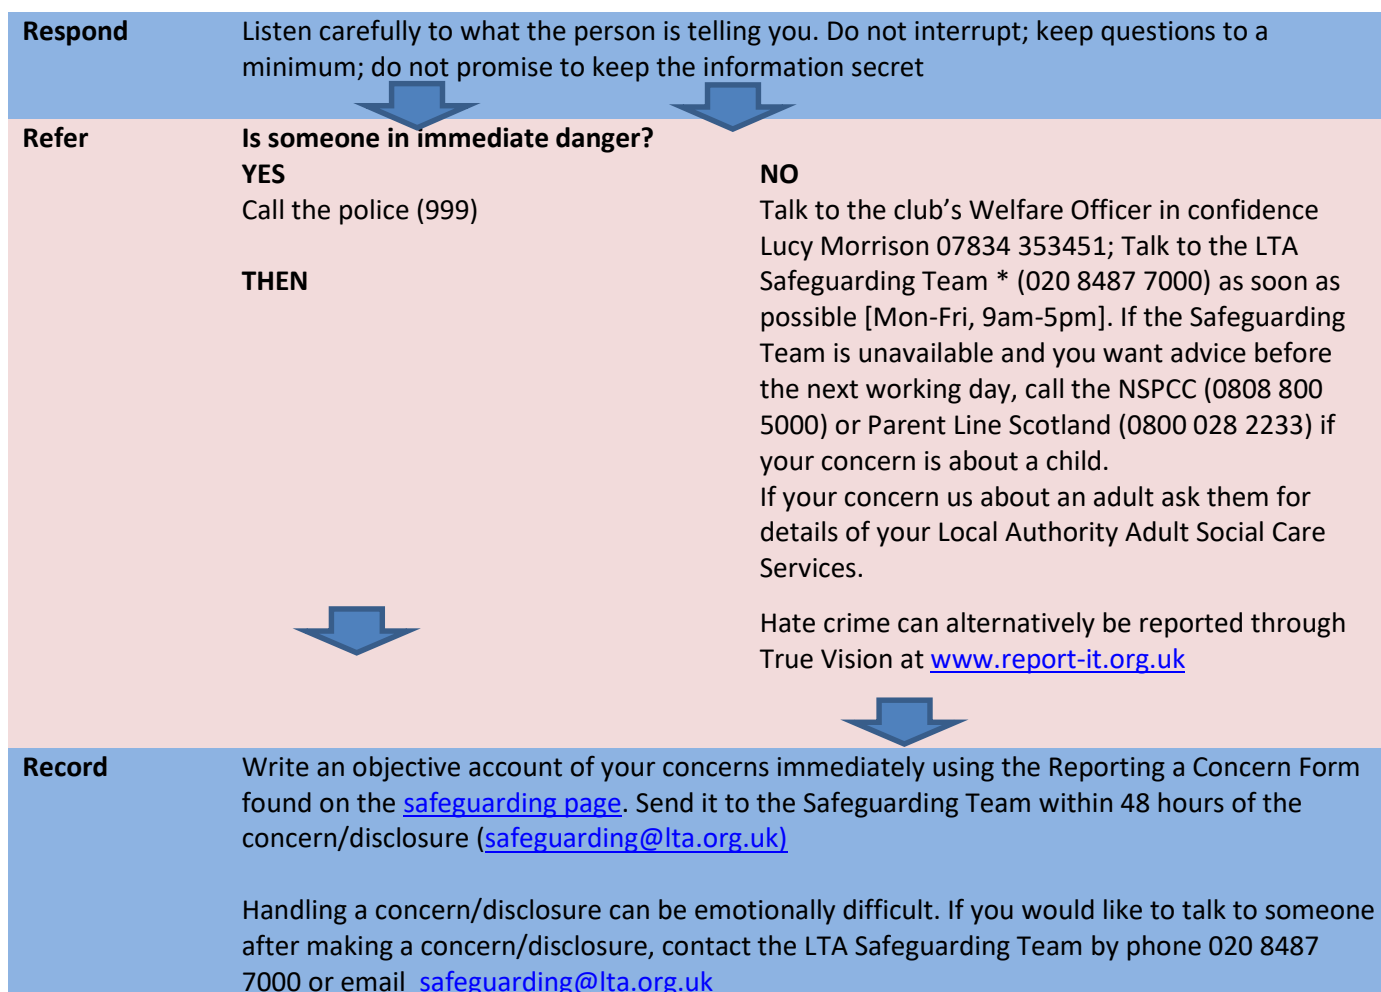 Respond
Listen carefully to what the person is telling you. Do not interrupt; keep questions to a
minimum; do not promise to keep the information secret
Refer
Is someone in immediate danger?
YES
Call the police (999)
THEN
NO
Talk to the club’s Welfare Officer in confidence
Lucy Morrison 07834 353451; Talk to the LTA
Safeguarding Team * (020 8487 7000) as soon as
possible [Mon-Fri, 9am-5pm]. If the Safeguarding
Team is unavailable and you want advice before
the next working day, call the NSPCC (0808 800
5000) or Parent Line Scotland (0800 028 2233) if
your concern is about a child.
If your concern us about an adult ask them for
details of your Local Authority Adult Social Care
Services.
Hate crime can alternatively be reported through
True Vision at www.report-it.org.uk
Record
Write an objective account of your concerns immediately using the Reporting a Concern Form
found on the safeguarding page. Send it to the Safeguarding Team within 48 hours of the
concern/disclosure (safeguarding@lta.org.uk)
Handling a concern/disclosure can be emotionally difficult. If you would like to talk to someone
after making a concern/disclosure, contact the LTA Safeguarding Team by phone 020 8487
7000 or email safeguarding@lta.org.uk